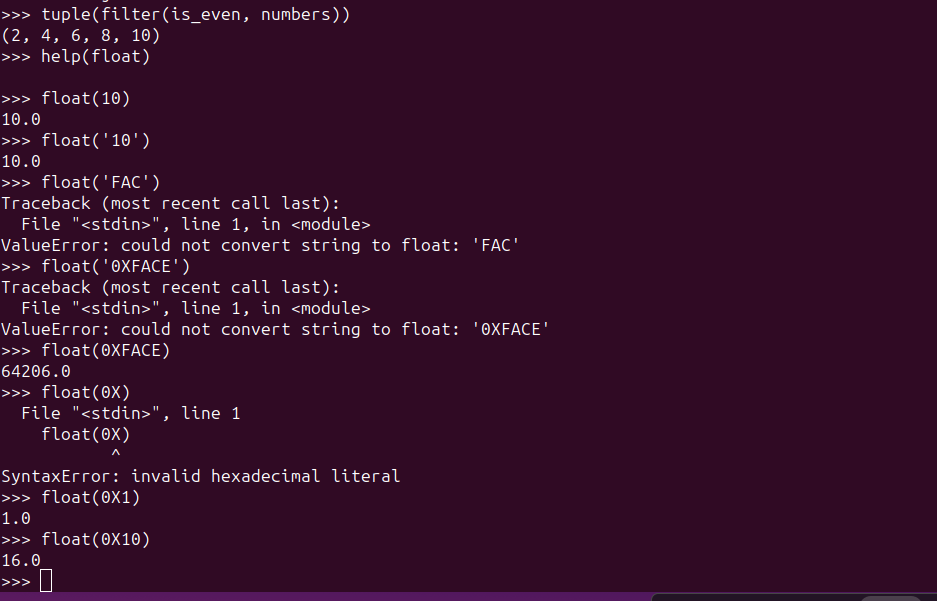 >>> tuple(filter(is_even, numbers))
(2, 4, 6, 8, 10)
>>> help(float)

>>> float(10)
10.0
>>> float('10')
10.0
>>> float('FAC')
Traceback (most recent call last):
  File "<stdin>", line 1, in <module>
ValueError: could not convert string to float: 'FAC'
>>> float('0XFACE')
Traceback (most recent call last):
  File "<stdin>", line 1, in <module>
ValueError: could not convert string to float: '0XFACE'
>>> float(0XFACE)
64206.0
>>> float(0X)
  File "<stdin>", line 1
    float(0X)
           ^
SyntaxError: invalid hexadecimal literal
>>> float(0X1)
1.0
>>> float(0X10)
16.0
>>>